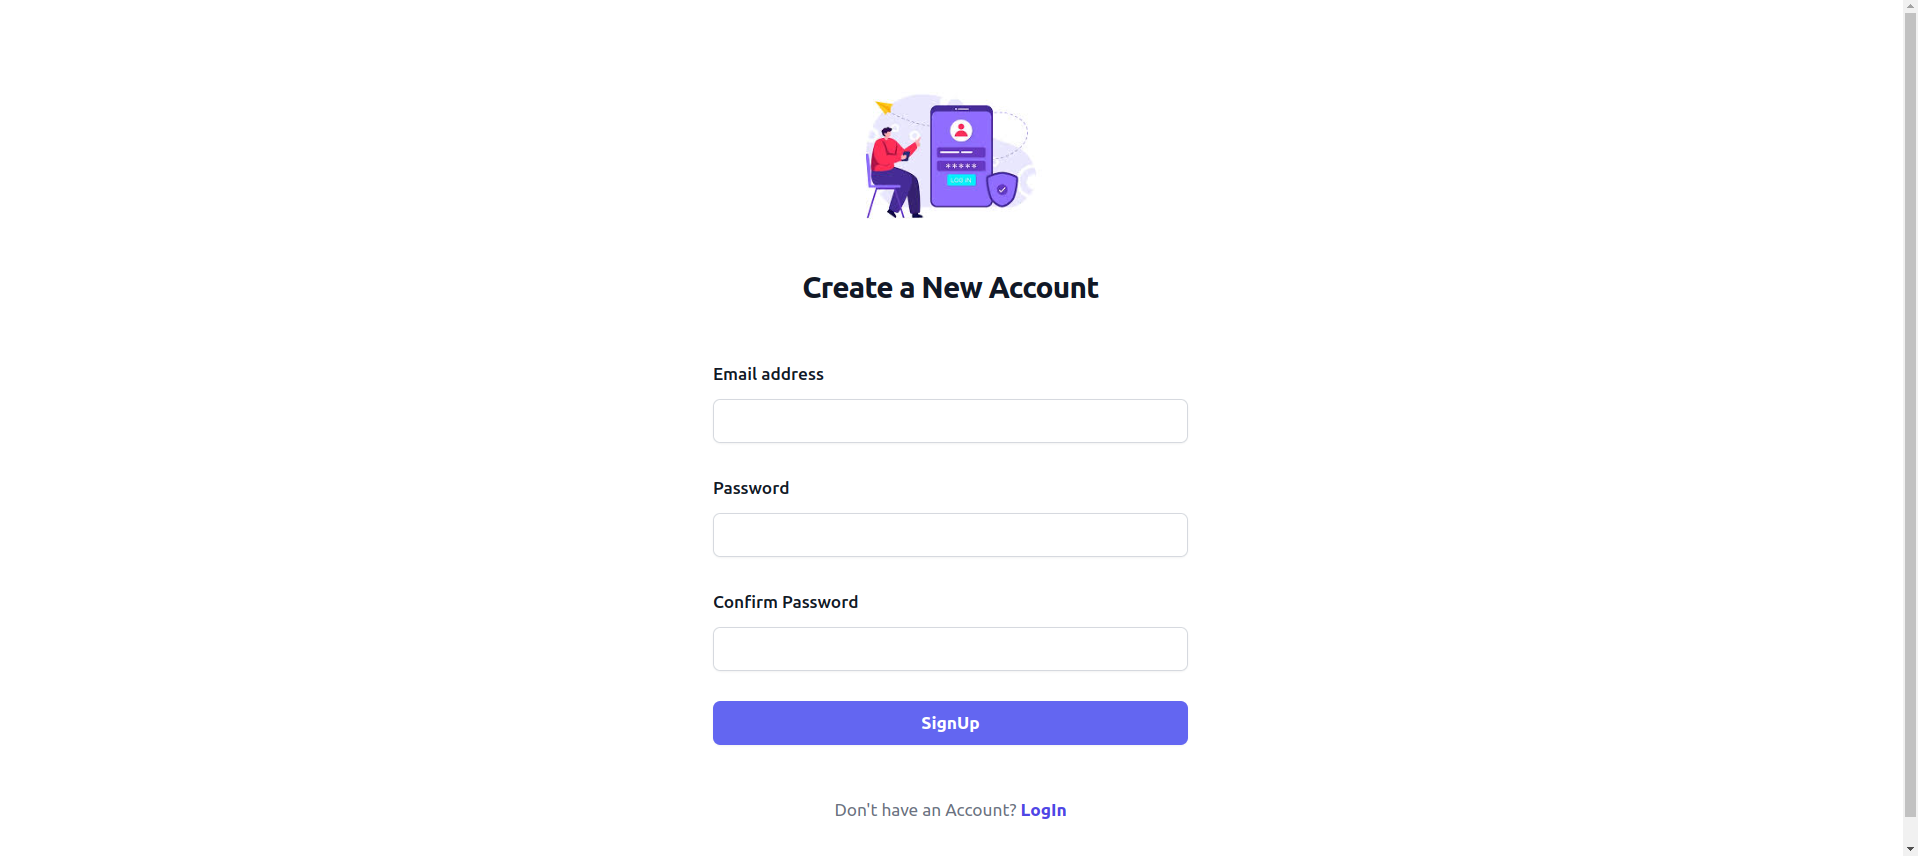 *****
LOG IN
Create a New Account
Email address
Password
Confirm Password
SignUp
Don't have an Account? LogIn